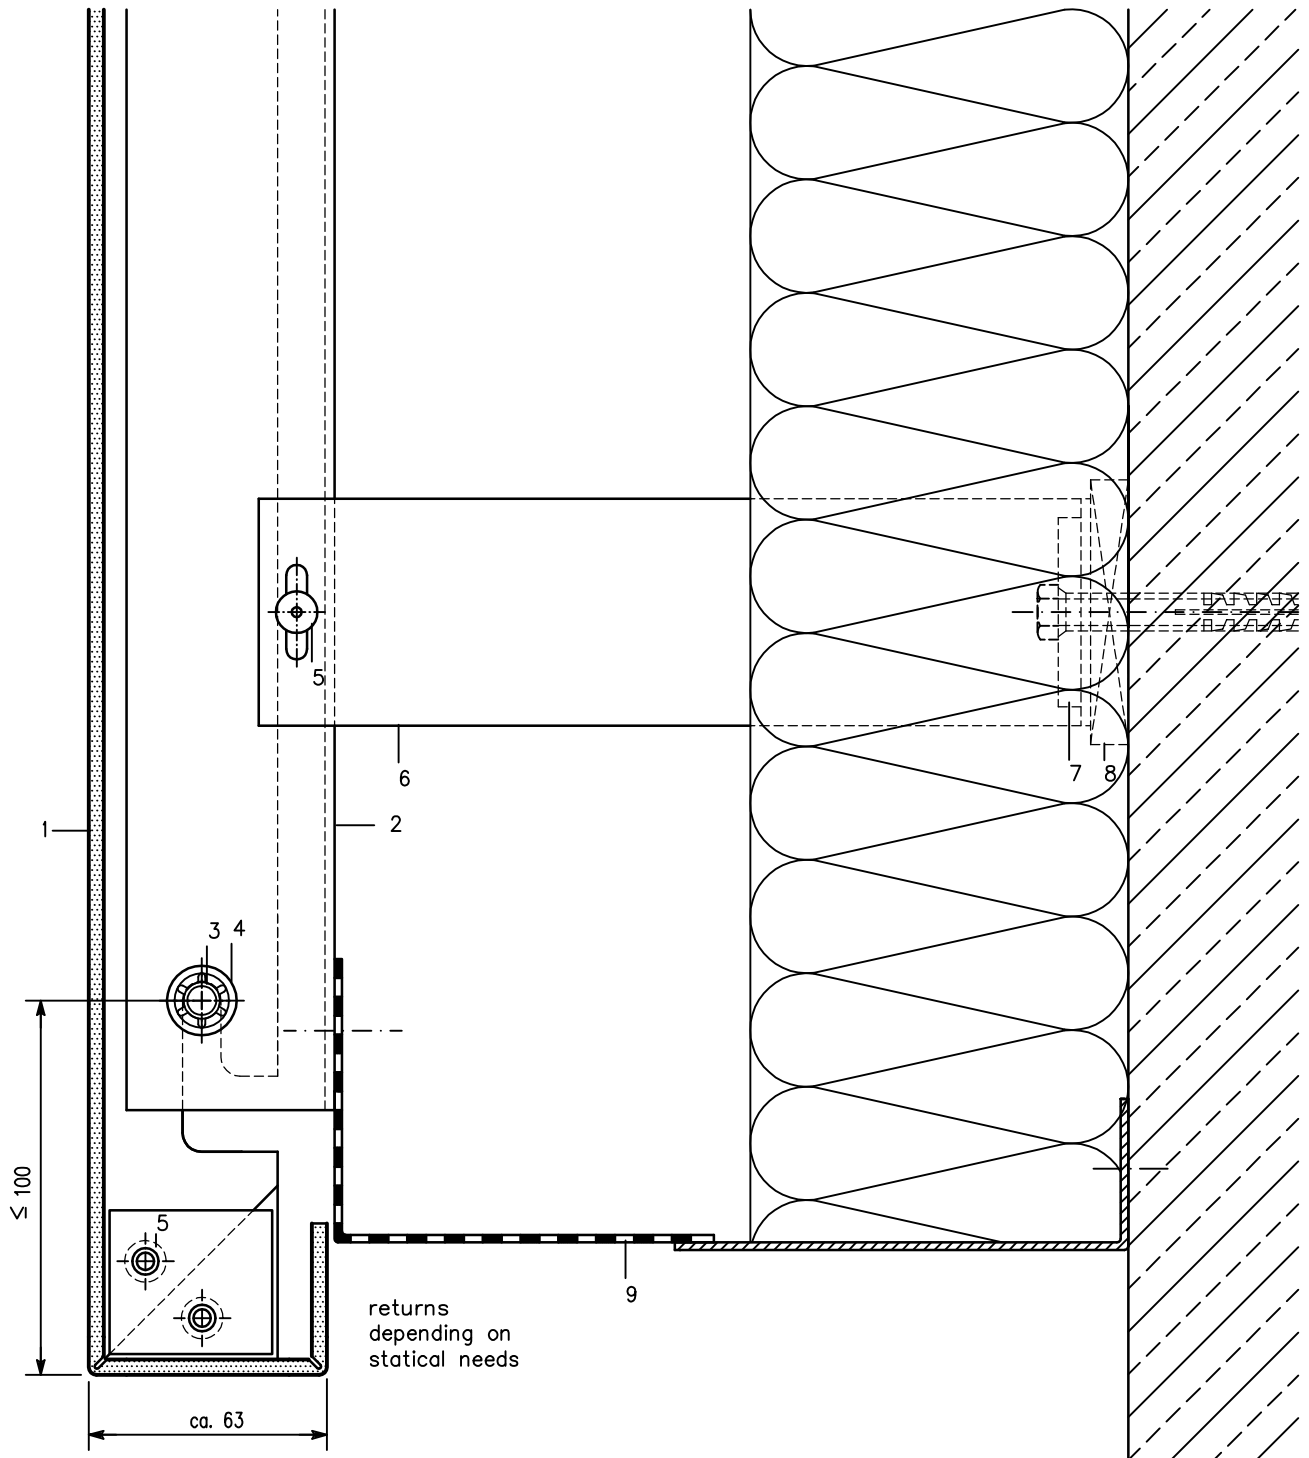 5
7
8
6
1
2
3
4
≤ 100
5
9
returns
depending on
statical needs
ca. 63